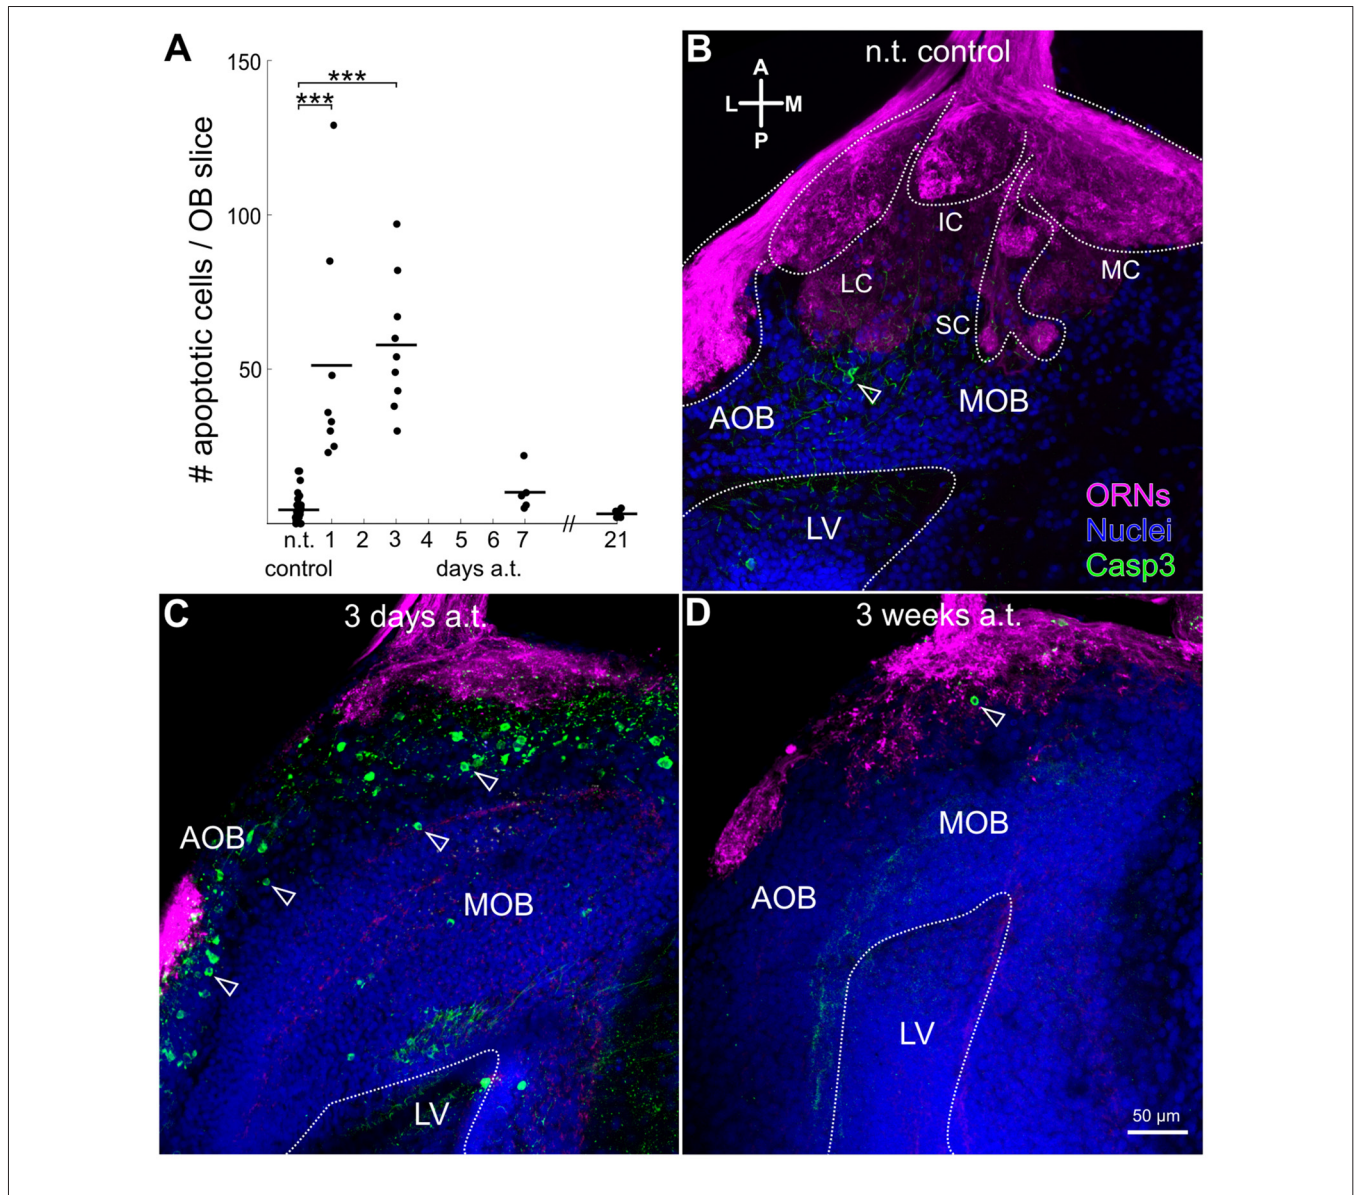 A
150
***
***
100
50
# apoptotic cells / OB slice
n.t. 1 2 3 4 5 6 7 // 21
control days a.t.
B n.t. control
A
L M
P
IC
LC
MC
SC
AOB
MOB
LV
ORNs
Nuclei
Casp3
C 3 days a.t.
AOB
MOB
LV
D 3 weeks a.t.
MOB
AOB
LV
50 µm